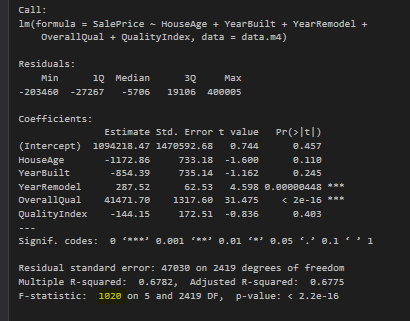 Call:
lm(formula = SalePrice ~ HouseAge + YearBuilt + YearRemodel +
    OverallQual + QualityIndex, data = data.m4)
Residuals:
    Min      1Q  Median      3Q     Max
-203460  -27267   -5706   19106  400005
Coefficients:
               Estimate Std. Error t value   Pr(>|t|)
(Intercept)  1094218.47 1470592.68   0.744      0.457
HouseAge       -1172.86     733.18  -1.600      0.110
YearBuilt       -854.39     735.14  -1.162      0.245
YearRemodel      287.52      62.53   4.598 0.00000448 ***
OverallQual    41471.70    1317.60  31.475    < 2e-16 ***
QualityIndex    -144.15     172.51  -0.836      0.403
---
Signif. codes:  0 ‘***’ 0.001 ‘**’ 0.01 ‘*’ 0.05 ‘.’ 0.1 ‘ ’ 1
Residual standard error: 47030 on 2419 degrees of freedom
Multiple R-squared:  0.6782, Adjusted R-squared:  0.6775
F-statistic:  1020 on 5 and 2419 DF,  p-value: < 2.2e-16